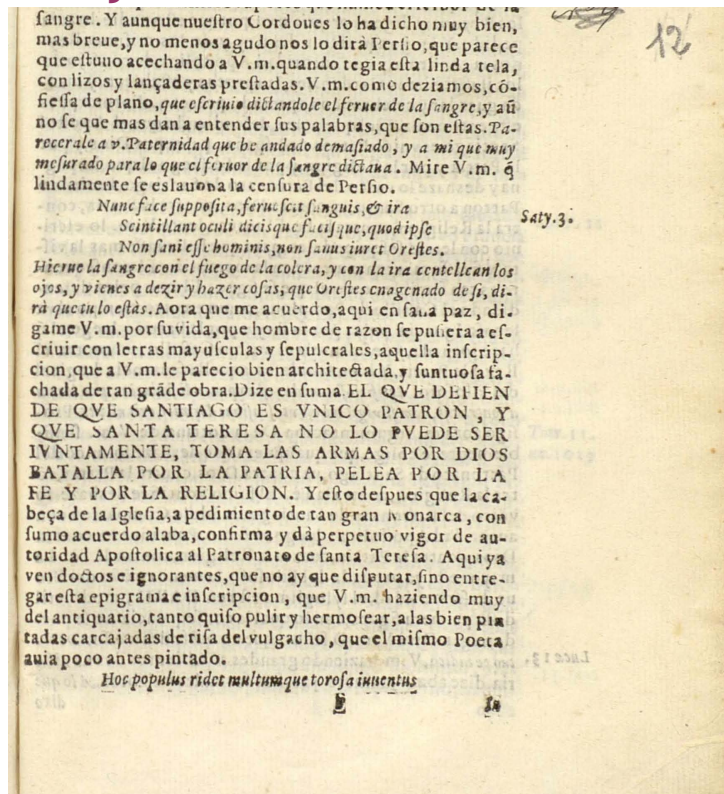 sangre. Y aunque nuestro Cordoues lo ha dicho muy bien,
mas breue, y no menos agudo nos lo dirà Persio, que parece
que estuuo acechando a V.m. quando tegia esta linda tela,
con lizos y lançaderas prestadas. V.m. como deziamos, cõ-
fiessa de plano, que escriuio dictandole el feruer de la sangre, y aũ
no se que mas dan a entender sus palabras, que son estas. Pa-
recerale a v. Paternidad que he andado demasiado, y a mi que muy
mesurado para lo que el feruor de la sangre dictaua. Mire V.m. q̃
lindamente se eslauona la censura de Persio.
Nunc face supposita, feruescit sanguis, & ira
Saty.3.
Scintillant oculi dicisque facisque, quod ipse
Non sani esse hominis, non sanus iuret Orestes.
Hierue la sangre con el fuego de la colera, y con la ira centellean los
ojos, y vienes a dezir y hazer cosas, que Orestes enagenado de si, di-
rà que tu lo estàs. Aora que me acuerdo, aqui en sana paz, di-
game V.m. por su vida, que hombre de razon se pusiera a es-
criuir con letras mayusculas y sepulcrales, aquella inscrip-
cion, que a V.m. le parecio bien architectada, y suntuosa fa-
chada de tan grãde obra. Dize en suma EL QVE DEFIEN
DE QVE SANTIAGO ES VNICO PATRON, Y
QVE SANTA TERESA NO LO PVEDE SER
IVNTAMENTE, TOMA LAS ARMAS POR DIOS
BATALLA POR LA PATRIA, PELEA POR LA
FE Y POR LA RELIGION. Y esto despues que la ca-
beça de la Iglesia, a pedimiento de tan gran Monarca, con
sumo acuerdo alaba, confirma y dà perpetuo vigor de au-
toridad Apostolica al Patronato de santa Teresa. Aqui ya
ven doctos e ignorantes, que no ay que disputar, sino entre-
gar esta epigrama e inscripcion, que V.m. haziendo muy
del antiquario, tanto quiso pulir y hermosear, a las bien pin
tadas carcajadas de risa del vulgacho, que el mismo Poeta
auia poco antes pintado.
Hoc populus ridet multumque torosa iuuentus
12